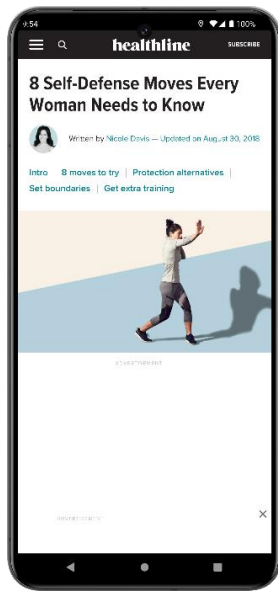 9:54
100%
healthline
SUBSCRIBE
8 Self-Defense Moves Every
Woman Needs to Know
Written by Nicole Davis — Updated on August 30, 2018
Intro 8 moves to try Protection alternatives
Set boundaries Get extra training
ADVERTISEMENT
ADVERTISEMENT